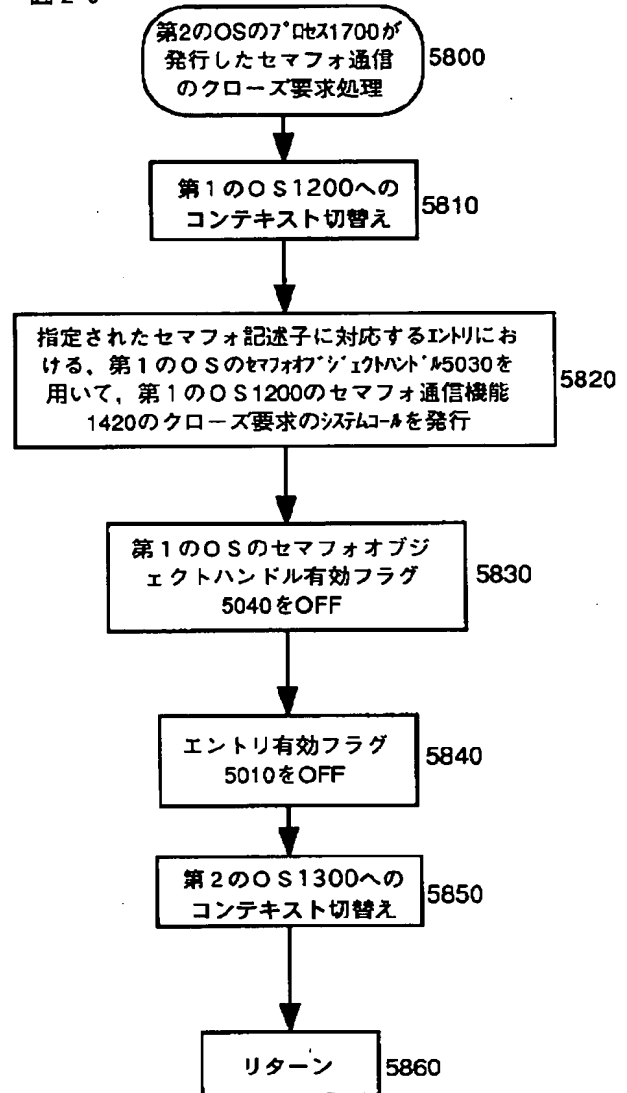 第2のOSのプロセス1700が
発行したセマフォ通信
のクローズ要求処理
5800
第1のOS1200への
コンテキスト切替え
5810
指定されたセマフォ記述子に対応するエントリにお
ける，第1のOSのセマフォオブジェクトハンドル5030を
用いて，第1のOS1200のセマフォ通信機能
1420のクローズ要求のシステムコールを発行
5820
第1のOSのセマフォオブジ
ェクトハンドル有効フラグ
5040をOFF
5830
エントリ有効フラグ
5010をOFF
5840
第2のOS1300への
コンテキスト切替え
5850
リターン
5860